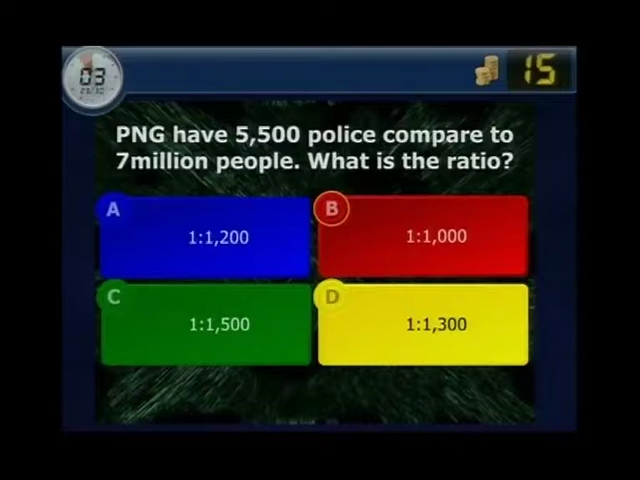 03
15
PNG have 5,500 police compare to
7million people. What is the ratio?
A
1:1,200
B
1:1,000
C
1:1,500
D
1:1,300